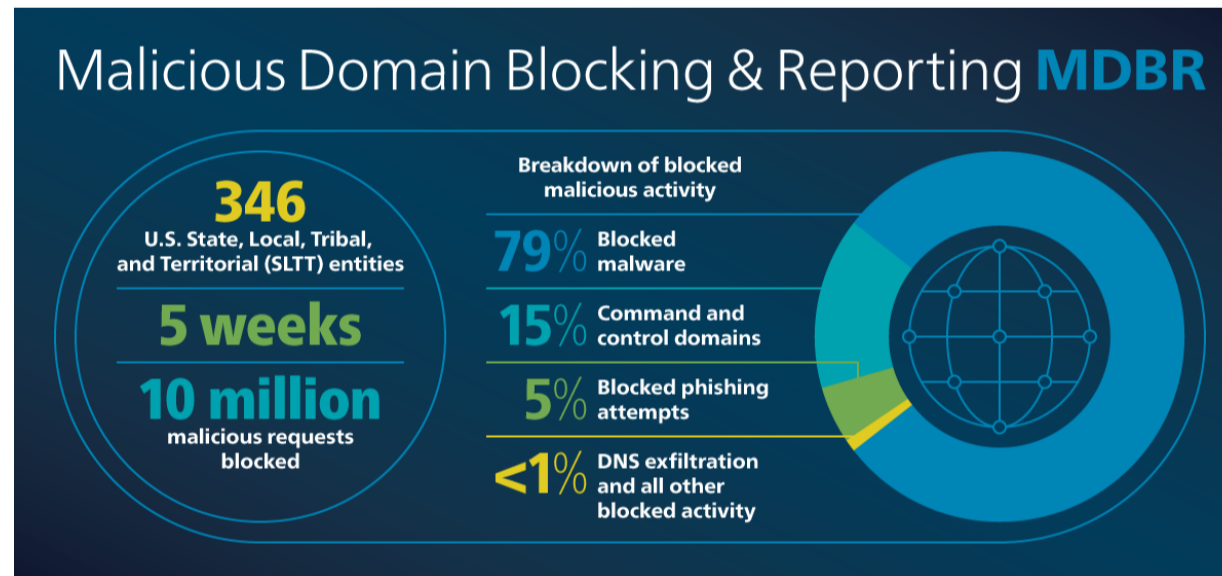 Malicious Domain Blocking & Reporting MDBR
346
U.S. State, Local, Tribal,
and Territorial (SLTT) entities
5 weeks
10 million
malicious requests
blocked
Breakdown of blocked
malicious activity
79% Blocked
malware
15% Command and
control domains
5% Blocked phishing
attempts
<1% DNS exfiltration
and all other
blocked activity